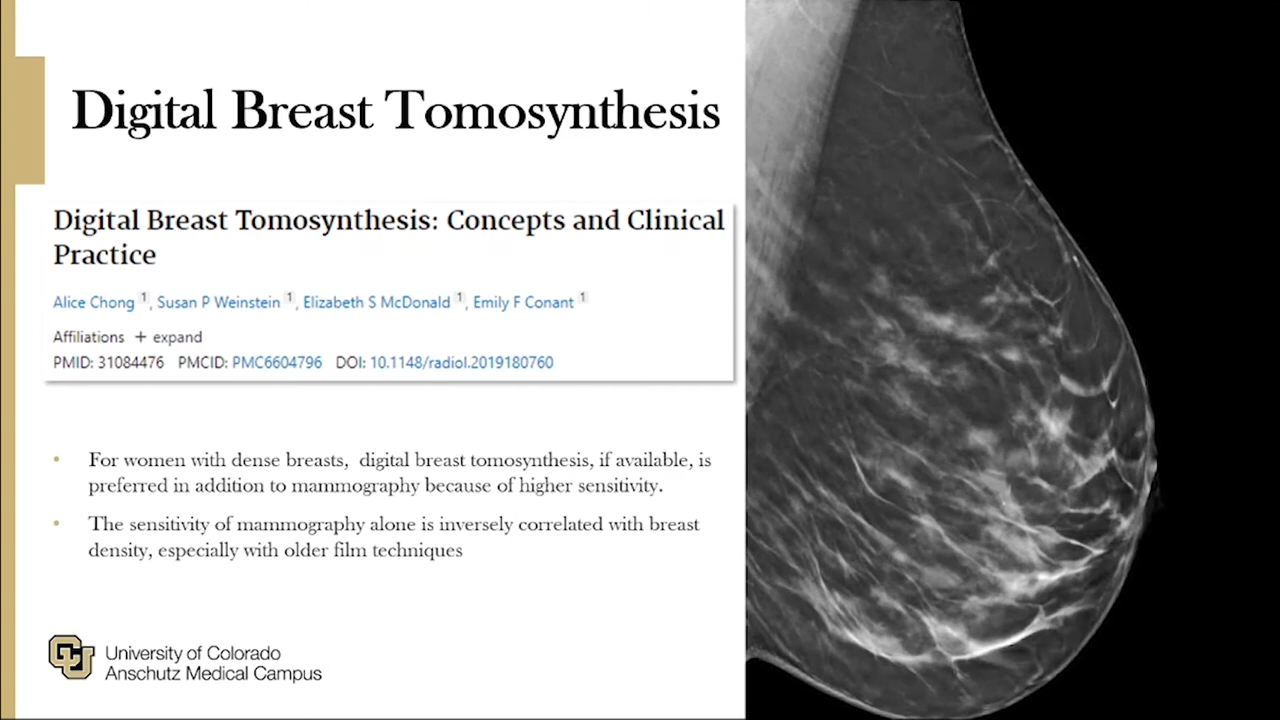 Digital Breast Tomosynthesis
Digital Breast Tomosynthesis: Concepts and Clinical
Practice
Alice Chong 1, Susan P Weinstein 1, Elizabeth S McDonald 1, Emily F Conant 1
Affiliations + expand
PMID: 31084476 PMCID: PMC6604796 DOI: 10.1148/radiol.2019180760
• For women with dense breasts, digital breast tomosynthesis, if available, is
preferred in addition to mammography because of higher sensitivity.
• The sensitivity of mammography alone is inversely correlated with breast
density, especially with older film techniques
CU University of Colorado
Anschutz Medical Campus